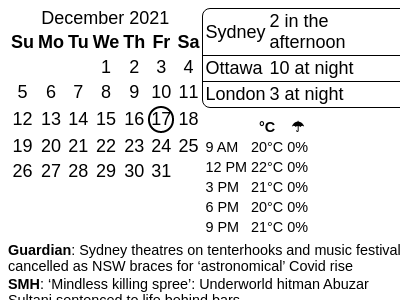 December 2021
Su Mo Tu We Th Fr Sa
1 2 3 4
5 6 7 8 9 10 11
12 13 14 15 16 17 18
19 20 21 22 23 24 25
26 27 28 29 30 31
Sydney 2 in the
afternoon
Ottawa 10 at night
London 3 at night
°C ☂
9 AM 20°C 0%
12 PM 22°C 0%
3 PM 21°C 0%
6 PM 20°C 0%
9 PM 21°C 0%
Guardian: Sydney theatres on tenterhooks and music festival
cancelled as NSW braces for ‘astronomical’ Covid rise
SMH: ‘Mindless killing spree’: Underworld hitman Abuzar
Sultani sentenced to life behind bars